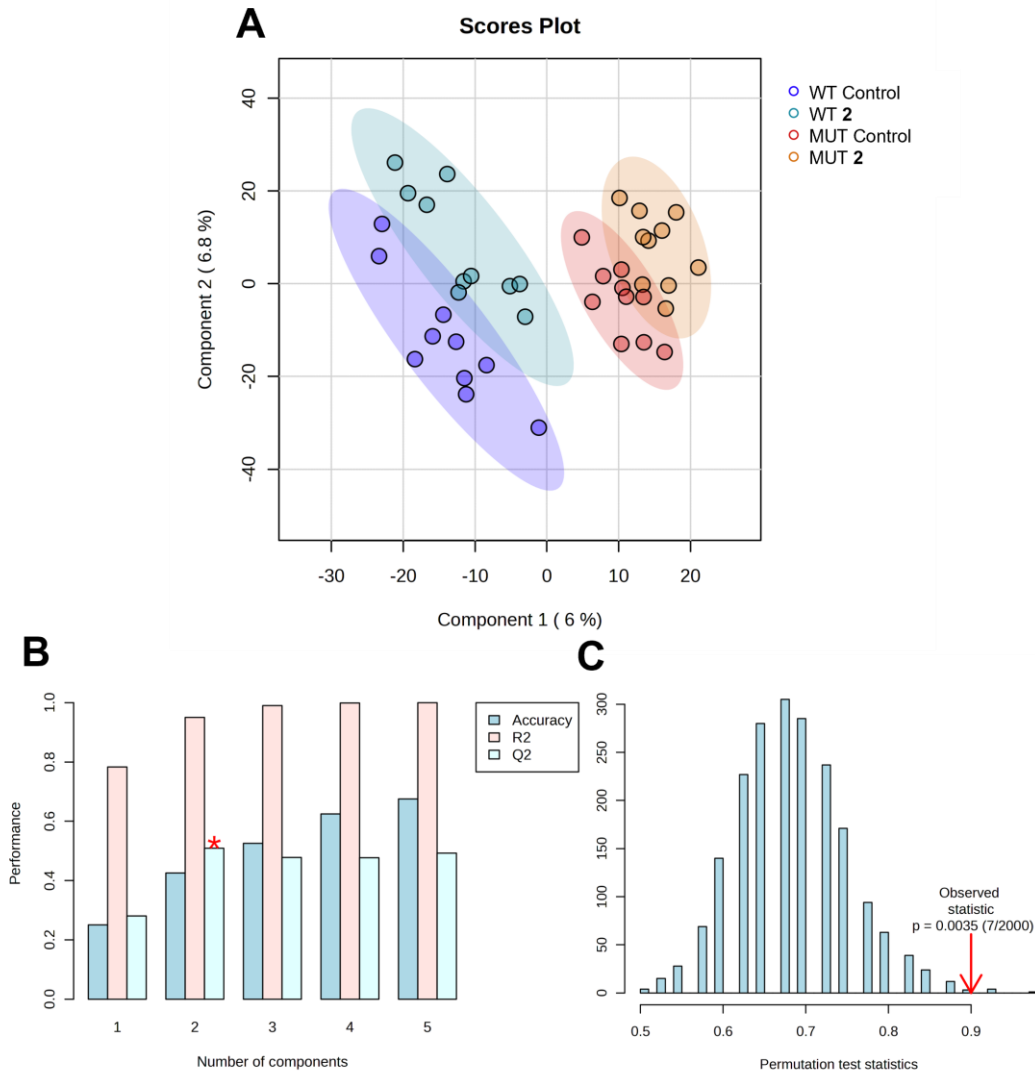 A
Scores Plot
Component 2 ( 6.8 %)
40
20
0
-20
-40
-30 -20 -10 0 10 20
Component 1 ( 6 %)
WT Control
WT 2
MUT Control
MUT 2
B
Performance
1.0
0.8
0.6
0.4
0.2
0.0
*
1 2 3 4 5
Number of components
Accuracy
R2
Q2
C
300
250
200
150
100
50
0
Observed
statistic
p = 0.0035 (7/2000)
0.5 0.6 0.7 0.8 0.9
Permutation test statistics